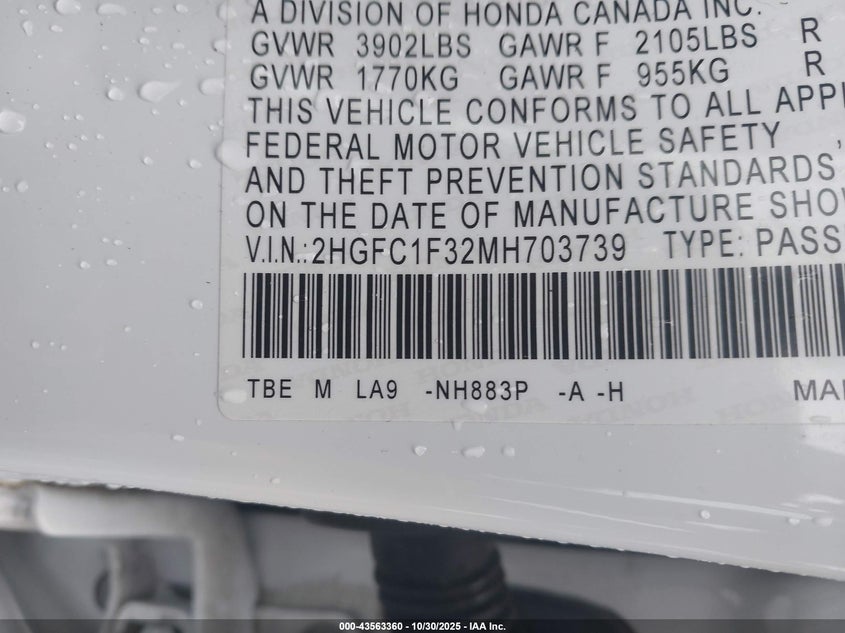 A DIVISION OF HONDA CANADA INC.
GVWR 3902LBS GAWR F 2105LBS R
GVWR 1770KG GAWR F 955KG R
THIS VEHICLE CONFORMS TO ALL APPL
FEDERAL MOTOR VEHICLE SAFETY ,
AND THEFT PREVENTION STANDARDS
ON THE DATE OF MANUFACTURE SHO
V.I.N.:2HGFC1F32MH703739 TYPE: PASS
TBE M LA9 -NH883P -A -H MA
000-43563360 - 10/30/2025 - IAA Inc.